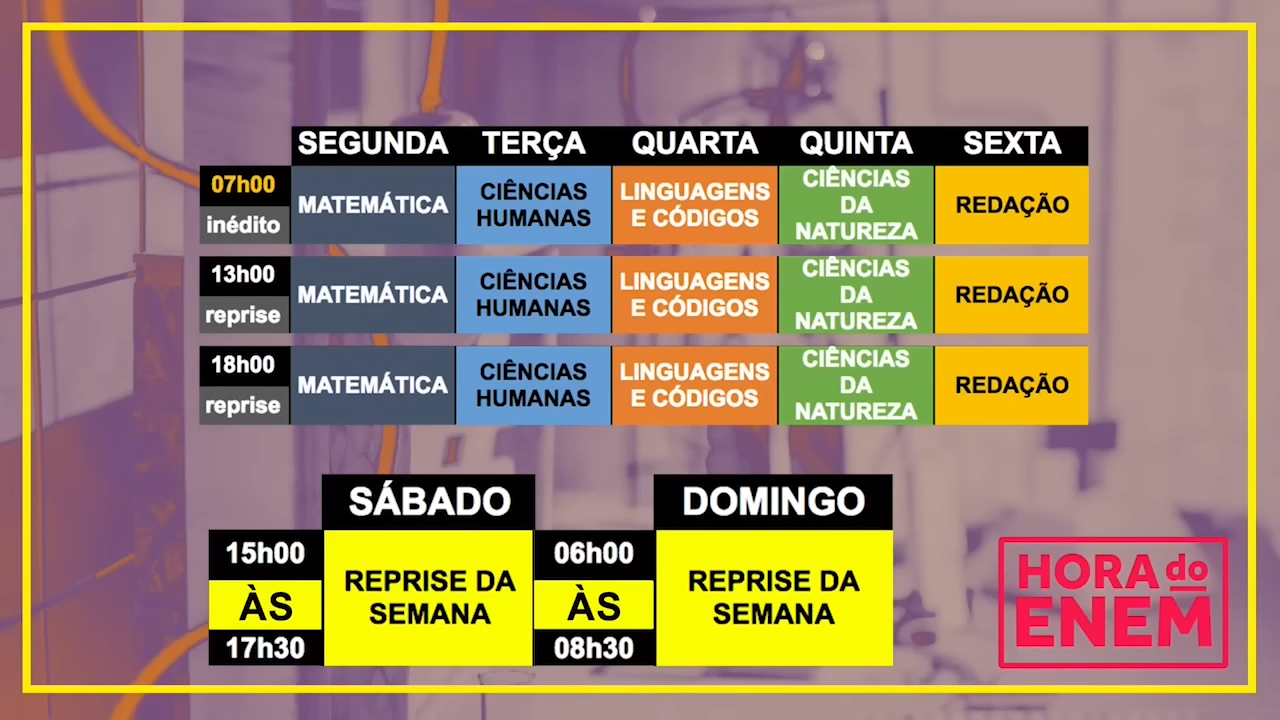 SEGUNDA TERÇA QUARTA QUINTA SEXTA
07h00
inédito
MATEMÁTICA
CIÊNCIAS
HUMANAS
LINGUAGENS
E CÓDIGOS
CIÊNCIAS
DA
NATUREZA
REDAÇÃO
13h00
reprise
MATEMÁTICA
CIÊNCIAS
HUMANAS
LINGUAGENS
E CÓDIGOS
CIÊNCIAS
DA
NATUREZA
REDAÇÃO
18h00
reprise
MATEMÁTICA
CIÊNCIAS
HUMANAS
LINGUAGENS
E CÓDIGOS
CIÊNCIAS
DA
NATUREZA
REDAÇÃO
SÁBADO
15h00
ÀS
17h30
REPRISE DA
SEMANA
DOMINGO
06h00
ÀS
08h30
REPRISE DA
SEMANA
HORA do
ENEM